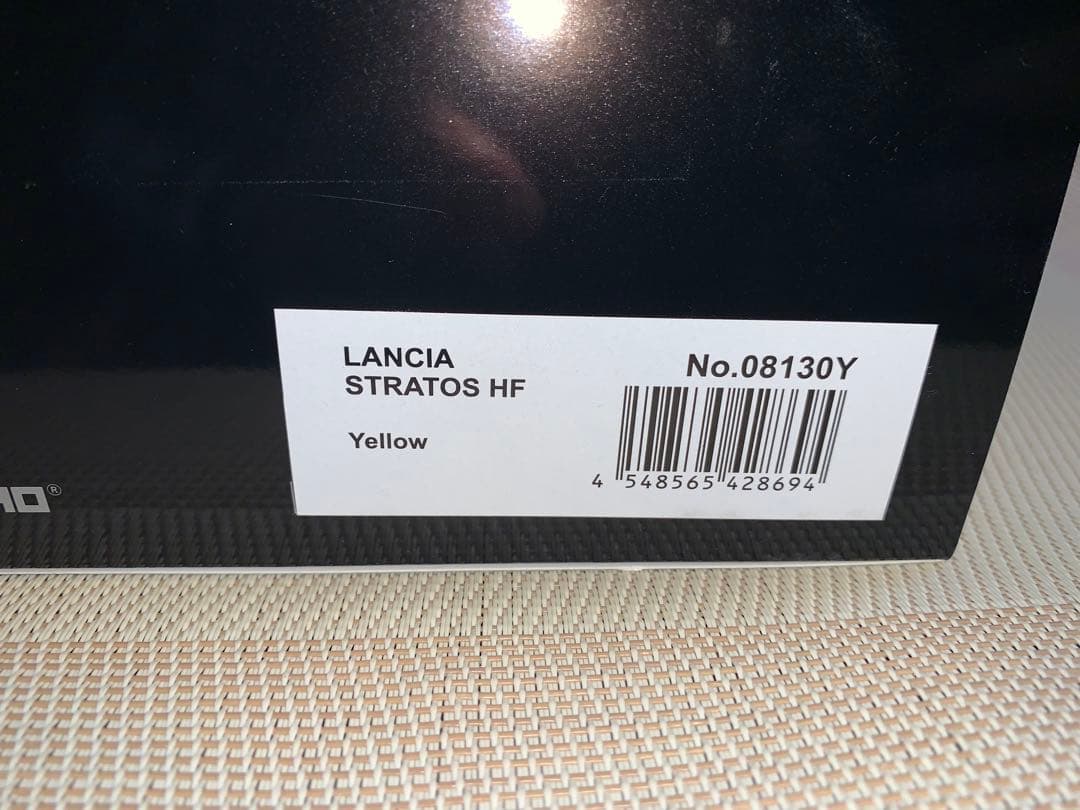 LANCIA
STRATOS HF
Yellow
No.08130Y
4 548565 428694
®